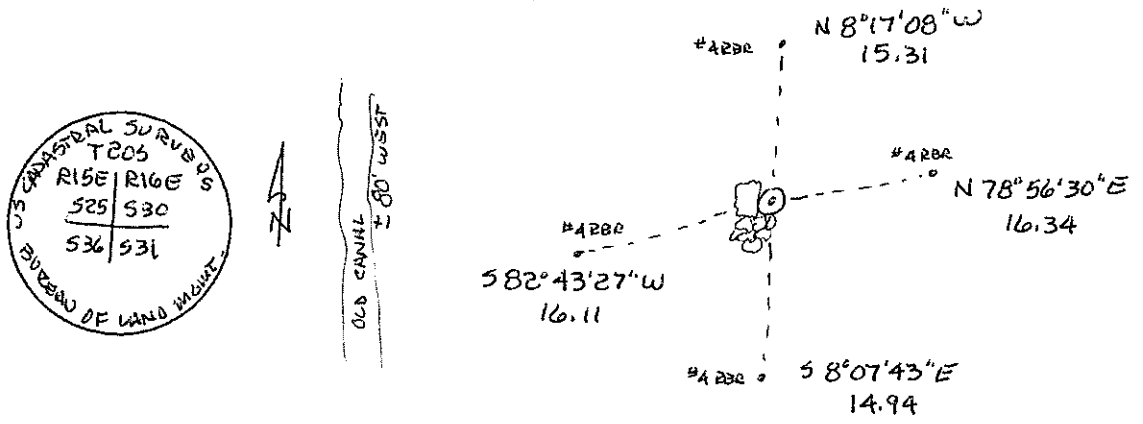 US CADASTRAL SURVEYS
T20S
R15E R16E
S25 S30
S36 S31
BUREAU OF LAND MGMT.
N
OLD CANAL
± 80' WEST
#4 RBR
N 8°17'08" W
15.31
#4 RBR
N 78°56'30" E
16.34
#4 RBR
S 82°43'27" W
16.11
#4 RBR
S 8°07'43" E
14.94